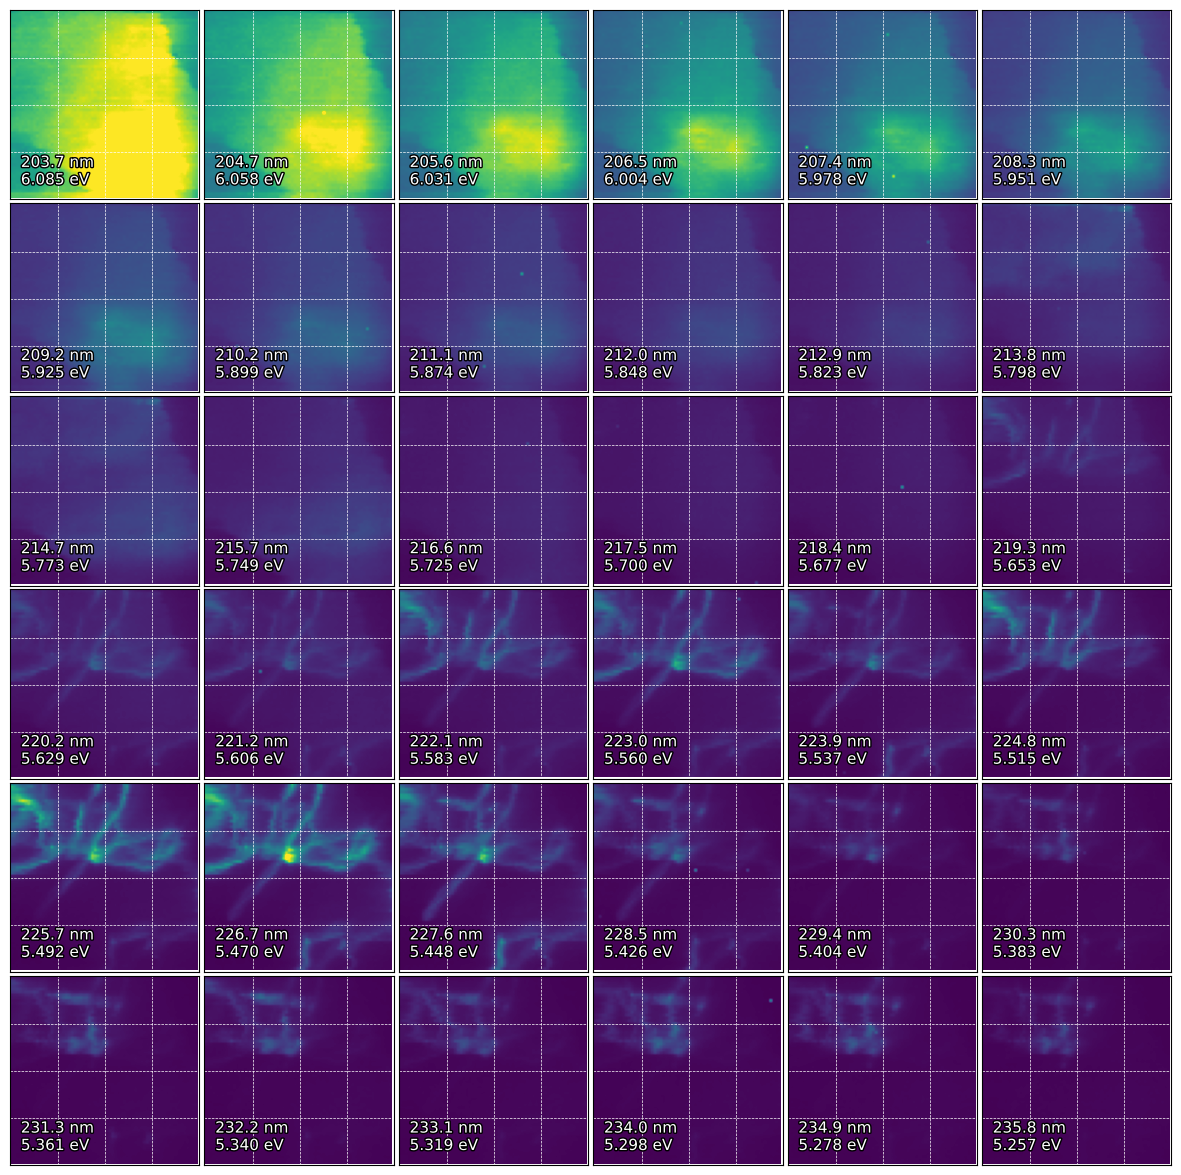 203.7 nm
6.085 eV
204.7 nm
6.058 eV
205.6 nm
6.031 eV
206.5 nm
6.004 eV
207.4 nm
5.978 eV
208.3 nm
5.951 eV
209.2 nm
5.925 eV
210.2 nm
5.899 eV
211.1 nm
5.874 eV
212.0 nm
5.848 eV
212.9 nm
5.823 eV
213.8 nm
5.798 eV
214.7 nm
5.773 eV
215.7 nm
5.749 eV
216.6 nm
5.725 eV
217.5 nm
5.700 eV
218.4 nm
5.677 eV
219.3 nm
5.653 eV
220.2 nm
5.629 eV
221.2 nm
5.606 eV
222.1 nm
5.583 eV
223.0 nm
5.560 eV
223.9 nm
5.537 eV
224.8 nm
5.515 eV
225.7 nm
5.492 eV
226.7 nm
5.470 eV
227.6 nm
5.448 eV
228.5 nm
5.426 eV
229.4 nm
5.404 eV
230.3 nm
5.383 eV
231.3 nm
5.361 eV
232.2 nm
5.340 eV
233.1 nm
5.319 eV
234.0 nm
5.298 eV
234.9 nm
5.278 eV
235.8 nm
5.257 eV